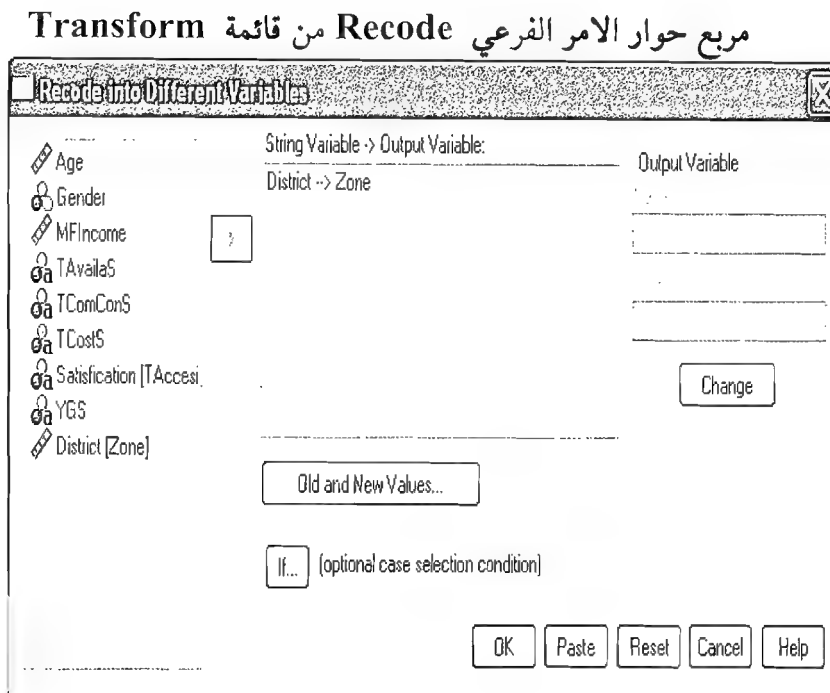 مربع حوار الامر الفرعي Recode من قائمة Transform
Recode into Different Variables
Age
Gender
MFIncome
TAvailaS
TComConS
TCostS
Satisfication [TAccesi
YGS
District [Zone]
String Variable -> Output Variable:
District --> Zone
Output Variable
Change
Old and New Values...
If... (optional case selection condition)
OK Paste Reset Cancel Help